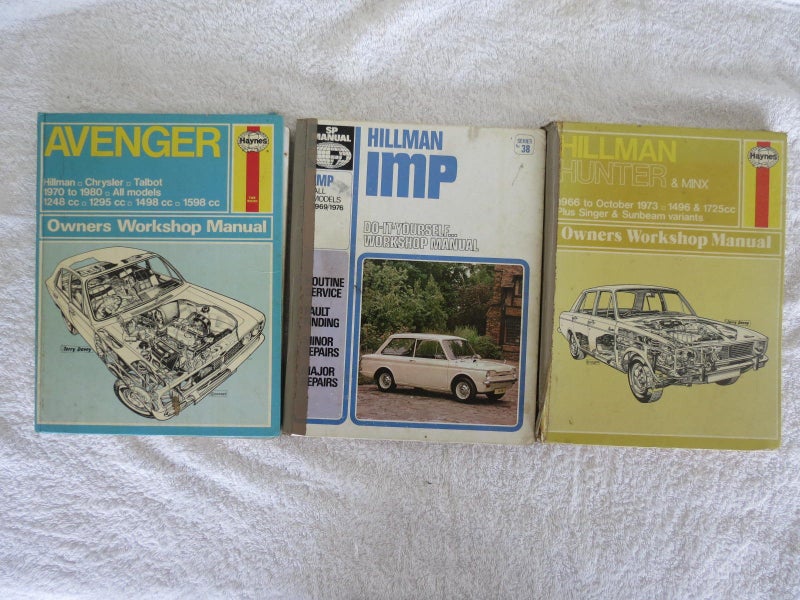 AVENGER
Haynes
Hillman □ Chrysler □ Talbot
1970 to 1980 □ All models
1248 cc □ 1295 cc □ 1498 cc □ 1598 cc
Owners Workshop Manual
Terry Davey
SP
MANUAL
IMP
ALL
MODELS
1969/1976
ROUTINE
SERVICE
FAULT
FINDING
MINOR
REPAIRS
MAJOR
REPAIRS
HILLMAN
IMP
38
DO-IT-YOURSELF...
WORKSHOP MANUAL
HILLMAN
HUNTER & MINX
Haynes
1966 to October 1973 □ 1496 & 1725cc
Plus Singer & Sunbeam variants
Owners Workshop Manual
Terry Davey